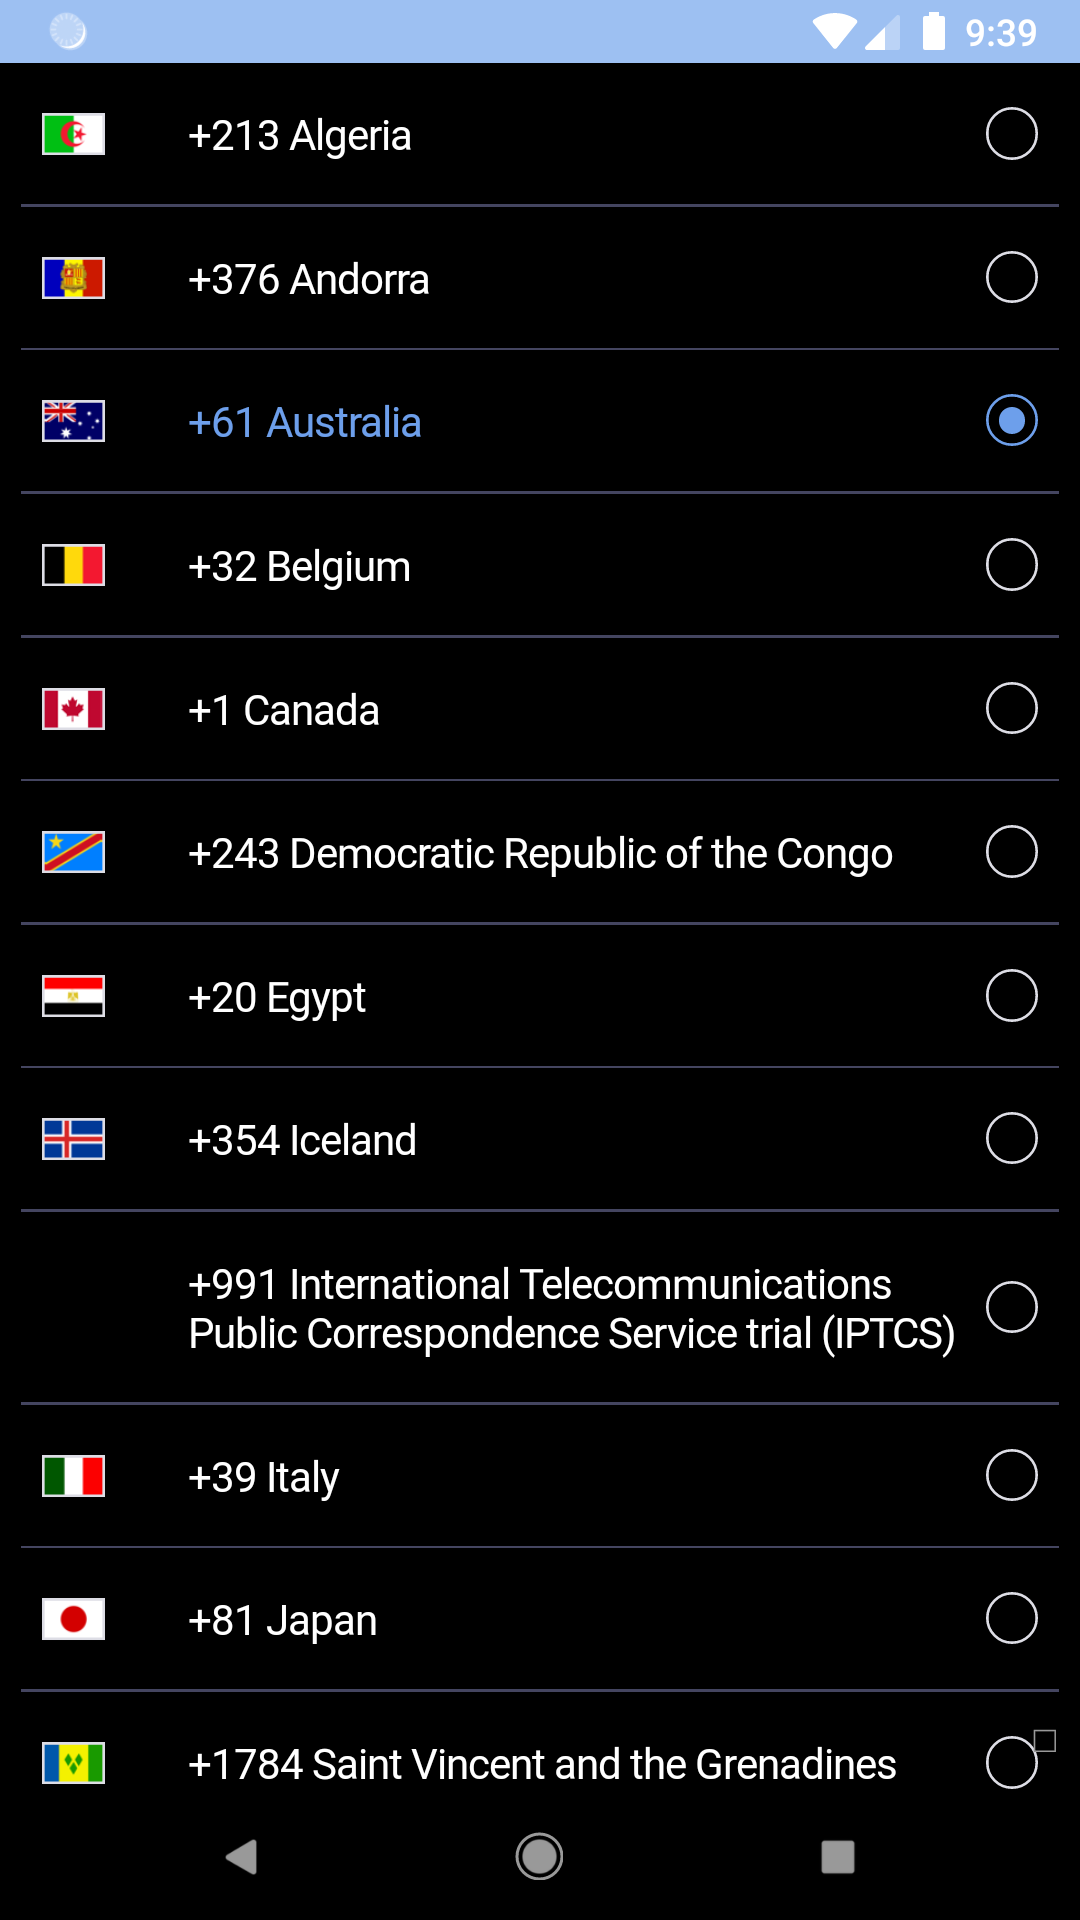 9:39
+213 Algeria
+376 Andorra
+61 Australia
+32 Belgium
+1 Canada
+243 Democratic Republic of the Congo
+20 Egypt
+354 Iceland
+991 International Telecommunications
Public Correspondence Service trial (IPTCS)
+39 Italy
+81 Japan
+1784 Saint Vincent and the Grenadines